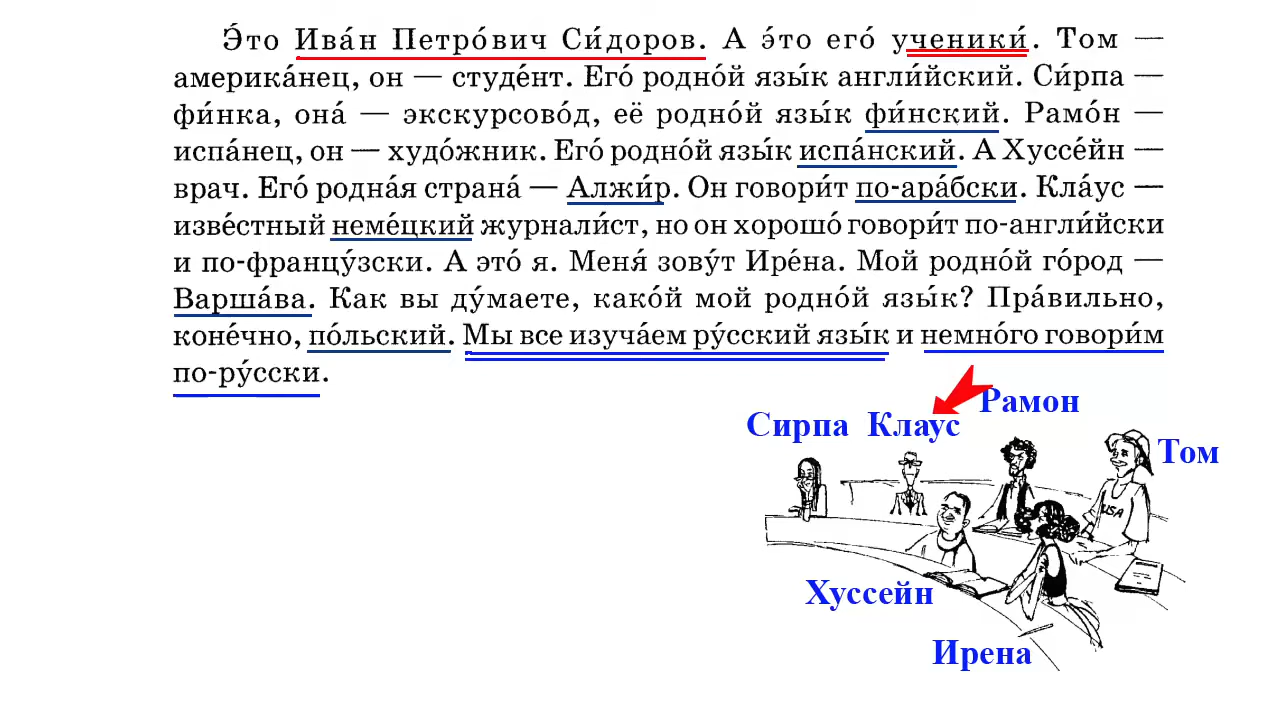 Э́то Ива́н Петро́вич Си́доров. А э́то его́ ученики́. Том —
америка́нец, он — студе́нт. Его́ родно́й язы́к англи́йский. Си́рпа —
фи́нка, она́ — экскурсово́д, её родно́й язы́к фи́нский. Рамо́н —
испа́нец, он — худо́жник. Его́ родно́й язы́к испа́нский. А Хуссе́йн —
врач. Его́ родна́я страна́ — Алжи́р. Он говори́т по-ара́бски. Кла́ус —
изве́стный неме́цкий журнали́ст, но он хорошо́ говори́т по-англи́йски
и по-францу́зски. А это́ я. Меня́ зову́т Ире́на. Мой родно́й го́род —
Варша́ва. Как вы ду́маете, како́й мой родно́й язы́к? Пра́вильно,
коне́чно, по́льский. Мы все изуча́ем ру́сский язы́к и немно́го говори́м
по-ру́сски.
Рамон
Сирпа Клаус
Том
USA
Хуссейн
Ирена